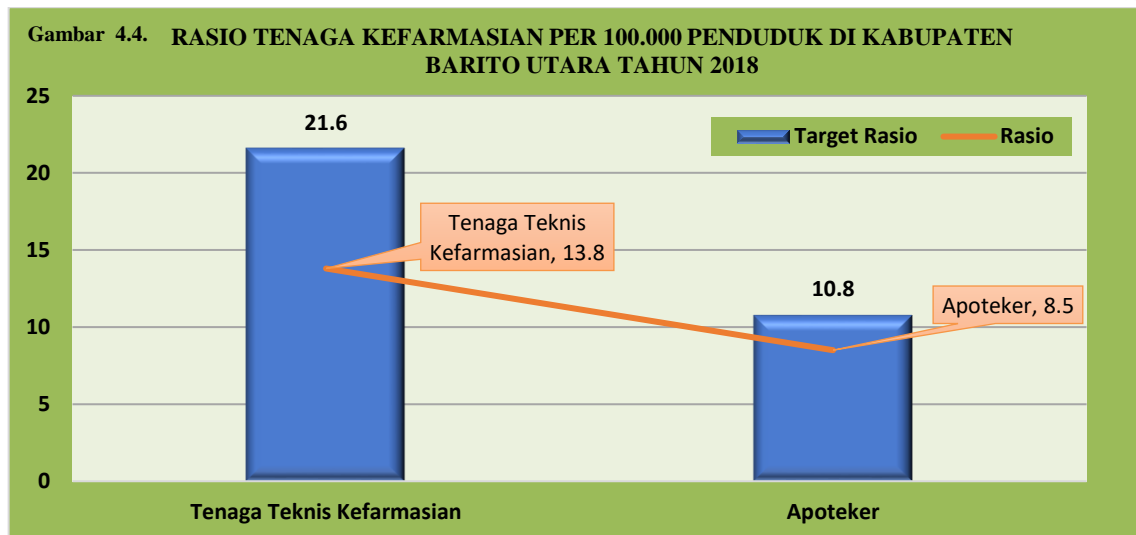 Gambar 4.4. RASIO TENAGA KEFARMASIAN PER 100.000 PENDUDUK DI KABUPATEN
BARITO UTARA TAHUN 2018
25
20
15
10
5
0
21.6
10.8
Target Rasio
Rasio
Tenaga Teknis
Kefarmasian, 13.8
Apoteker, 8.5
Tenaga Teknis Kefarmasian
Apoteker